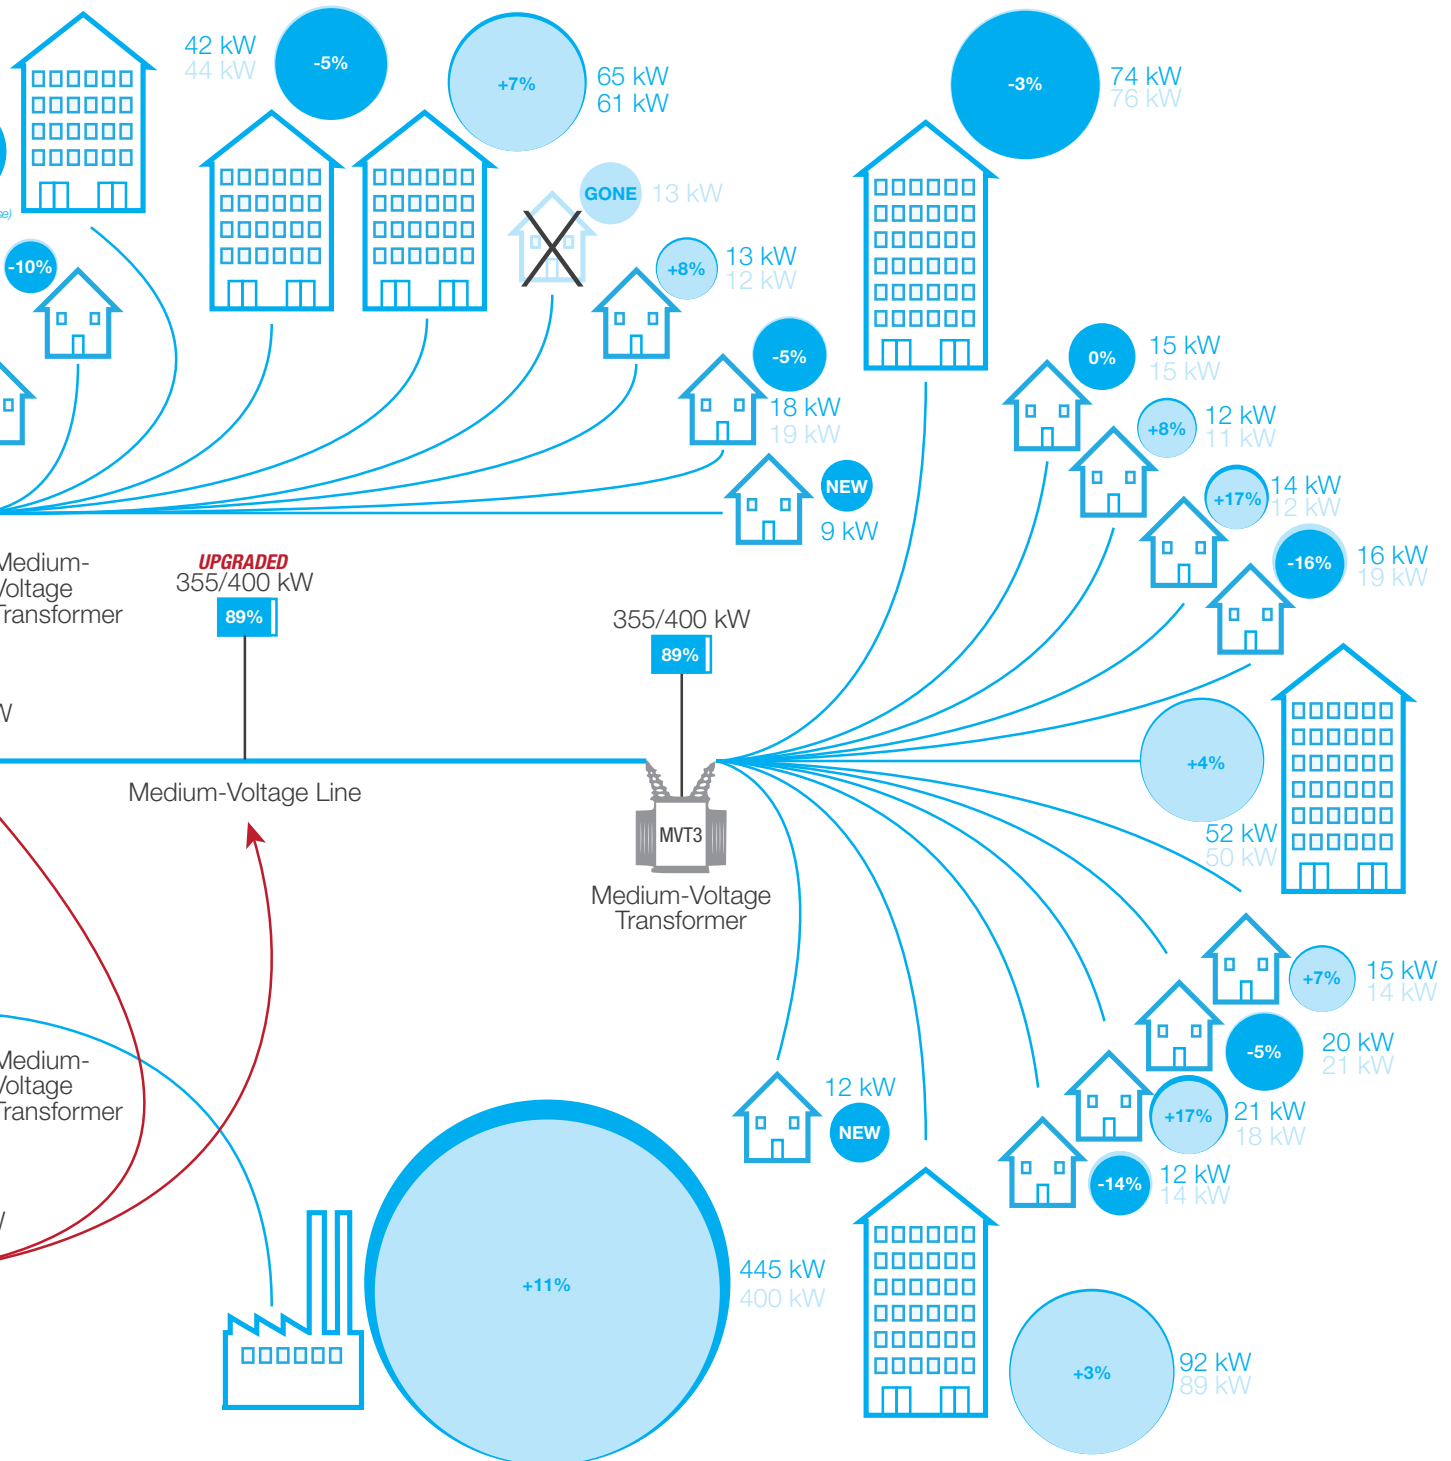 42 kW
44 kW
-5%
+7%
65 kW
61 kW
-3%
74 kW
76 kW
GONE
13 kW
-10%
+8%
13 kW
12 kW
-5%
18 kW
19 kW
0%
15 kW
15 kW
+8%
12 kW
11 kW
NEW
9 kW
+17%
14 kW
12 kW
-16%
16 kW
19 kW
Medium-
Voltage
Transformer
UPGRADED
355/400 kW
89%
355/400 kW
89%
W
Medium-Voltage Line
MVT3
Medium-Voltage
Transformer
+4%
52 kW
50 kW
+7%
15 kW
14 kW
-5%
20 kW
21 kW
Medium-
Voltage
Transformer
12 kW
NEW
+17%
21 kW
18 kW
-14%
12 kW
14 kW
+11%
445 kW
400 kW
+3%
92 kW
89 kW